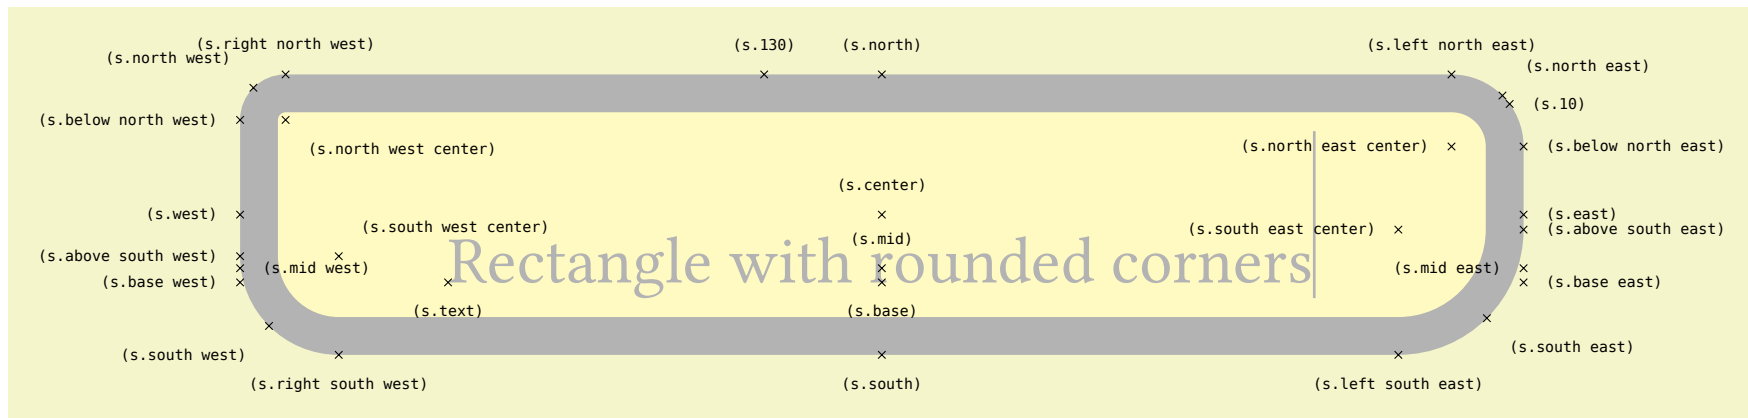 (s.right north west)
(s.130)
(s.north)
(s.left north east)
(s.north west)
(s.north east)
(s.10)
(s.below north west)
(s.north west center)
(s.north east center)
(s.below north east)
(s.center)
(s.west)
(s.east)
(s.south west center)
(s.south east center)
(s.above south east)
(s.mid)
(s.above south west)
Rectangle with rounded corners
(s.mid west)
(s.mid east)
(s.base west)
(s.base east)
(s.text)
(s.base)
(s.south west)
(s.south east)
(s.right south west)
(s.south)
(s.left south east)